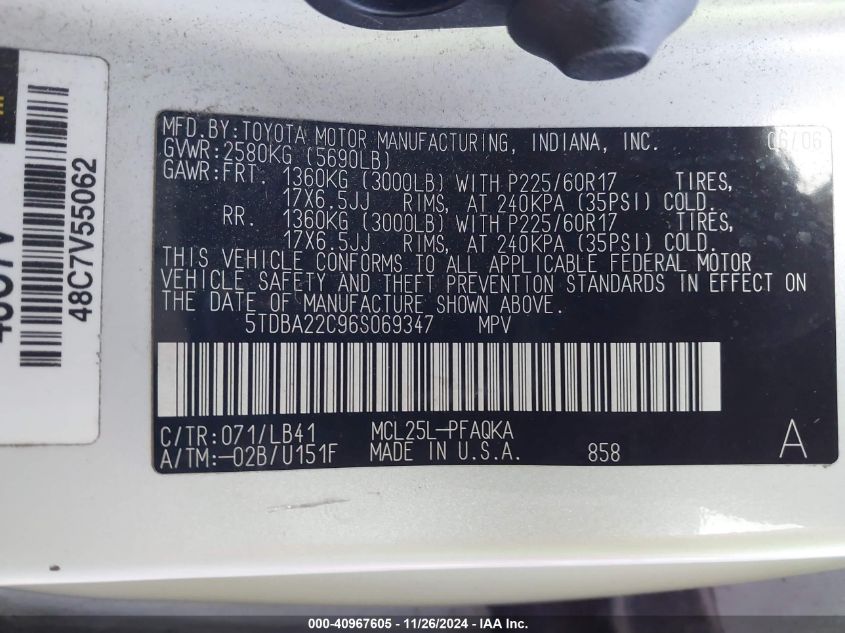 MFD.BY:TOYOTA MOTOR MANUFACTURING, INDIANA, INC. 06/06
GVWR:2580KG (5690LB)
GAWR:FRT. 1360KG (3000LB) WITH P225/60R17 TIRES,
17X6.5JJ RIMS, AT 240KPA (35PSI) COLD.
RR. 1360KG (3000LB) WITH P225/60R17 TIRES,
17X6.5JJ RIMS, AT 240KPA (35PSI) COLD.
THIS VEHICLE CONFORMS TO ALL APPLICABLE FEDERAL MOTOR
VEHICLE SAFETY AND THEFT PREVENTION STANDARDS IN EFFECT ON
THE DATE OF MANUFACTURE SHOWN ABOVE.
5TDBA22C96S069347 MPV
C/TR:071/LB41 MCL25L-PFAQKA
A/TM:-02B/U151F MADE IN U.S.A. 858 A
48C7V55062
000-40967605 - 11/26/2024 - IAA Inc.